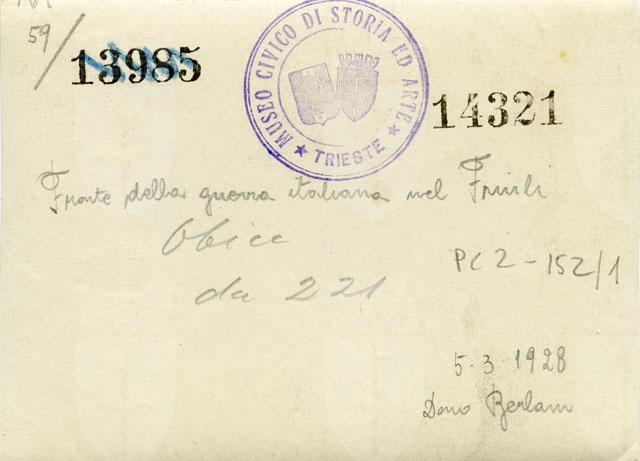 59/
13985
MUSEO CIVICO DI STORIA ED ARTE
★ TRIESTE ★
14321
Fronte della guerra italiana nel Friuli
Obice
da 221
PC2-152/1
5.3 1928
Dono Berlam